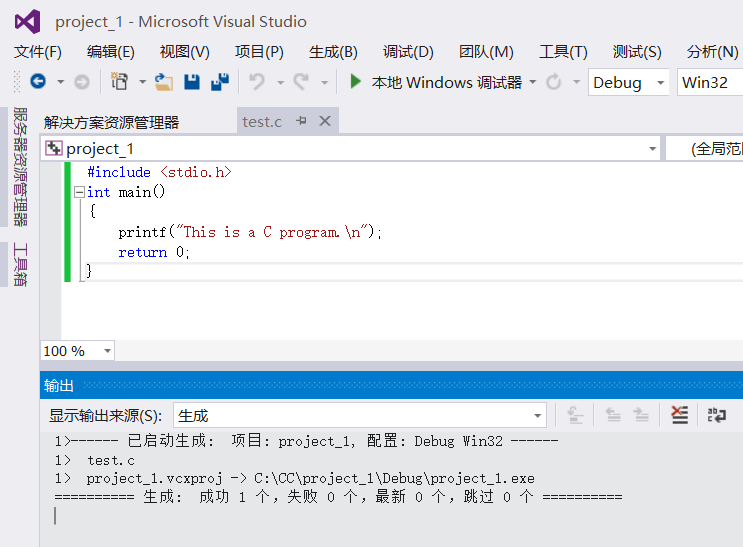 project_1 - Microsoft Visual Studio
文件(F) 编辑(E) 视图(V) 项目(P) 生成(B) 调试(D) 团队(M) 工具(T) 测试(S) 分析(N)
本地 Windows 调试器 Debug Win32
服务器资源管理器
工具箱
解决方案资源管理器 test.c
project_1 (全局范围
#include <stdio.h>
int main()
{
printf("This is a C program.\n");
return 0;
}
100 %
输出
显示输出来源(S): 生成
1>------ 已启动生成: 项目: project_1, 配置: Debug Win32 ------
1> test.c
1> project_1.vcxproj -> C:\CC\project_1\Debug\project_1.exe
========== 生成: 成功 1 个，失败 0 个，最新 0 个，跳过 0 个 ==========